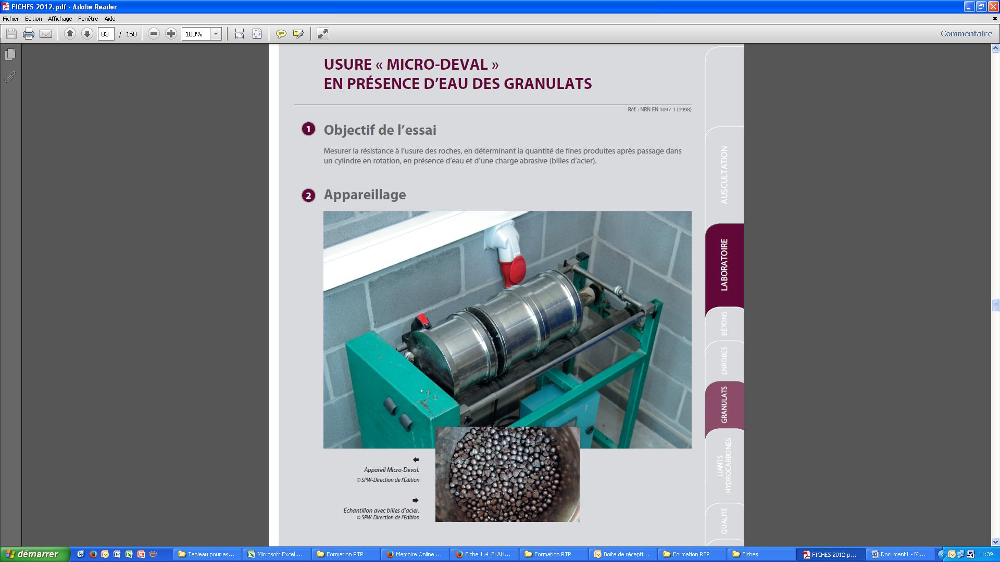 FICHES 2012.pdf - Adobe Reader
Fichier Edition Affichage Fenêtre Aide
83 / 158 100% Commentaire
USURE « MICRO-DEVAL »
EN PRÉSENCE D'EAU DES GRANULATS
Réf. : NBN EN 1097-1 (1998)
1 Objectif de l'essai
Mesurer la résistance à l'usure des roches, en déterminant la quantité de fines produites après passage dans
un cylindre en rotation, en présence d'eau et d'une charge abrasive (billes d'acier).
2 Appareillage
Appareil Micro-Deval.
© SPW-Direction de l'Édition
Échantillon avec billes d'acier.
© SPW-Direction de l'Édition
AUSCULTATION
LABORATOIRE
BÉTONS
ENROBÉS
GRANULATS
LIANTS
HYDROCARBONÉS
QUALITÉ
démarrer Tableau pour as... Microsoft Excel ... Formation RTP Memoire Online ... Fiche 1.4_FLAH... Formation RTP Boîte de récepti... Formation RTP Fiches FICHES 2012.p... Document1 - Mi... 11:39